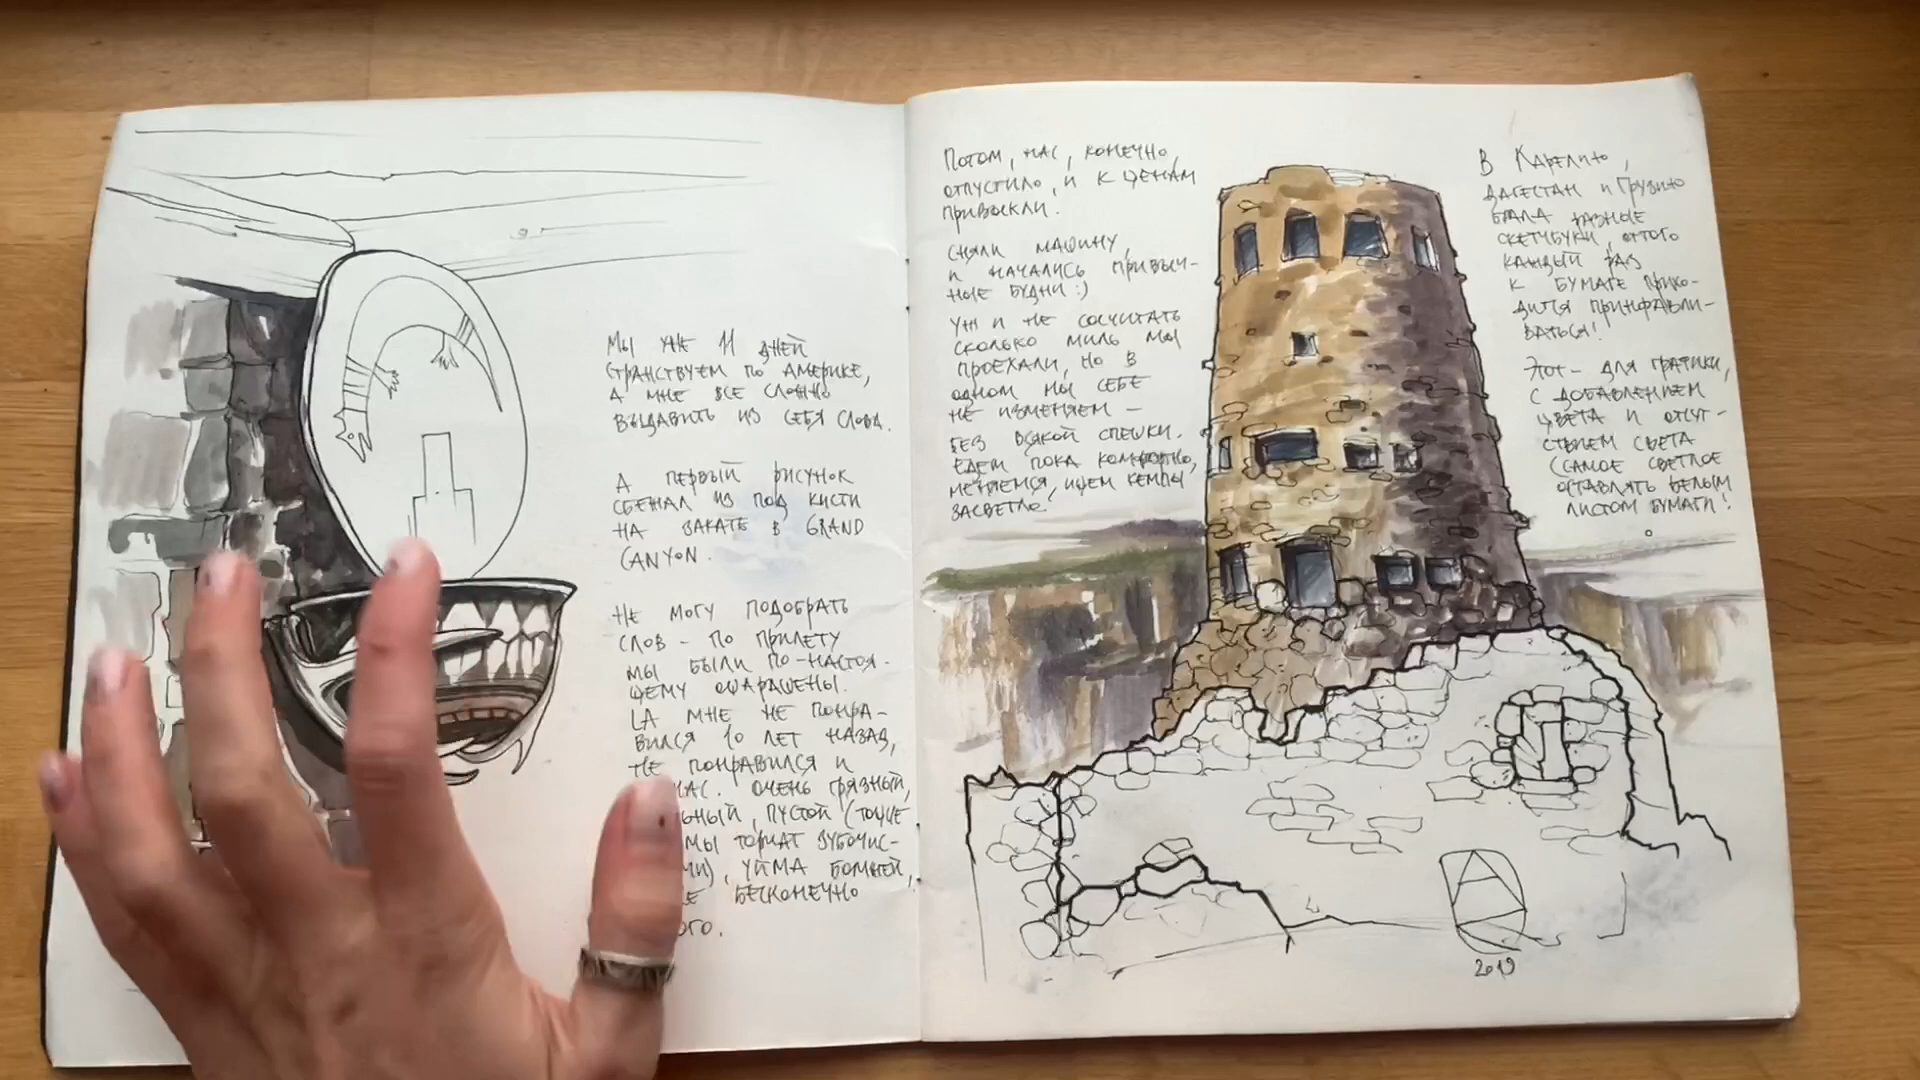 Мы уже 11 дней
странствуем по Америке,
а мне все сложно
выдавить из себя слова.
А первый рисунок
сбежал из под кисти
на закате в GRAND
CANYON.
Не могу подобрать
слов – по прилету
мы были по-настоя-
щему ошарашены.
LA мне не понра-
вился 10 лет назад,
не понравился и
очень грязный,
пустой (тоще
торчат зубочис-
уйма бомжей,
бесконечно
Потом, нас, конечно,
отпустило, и к ценам
привыкли.
Сняли машину,
и начались привыч-
ные будни :)
Уж и не сосчитать
сколько миль мы
проехали, но в
одном мы себе
не изменяем –
без всякой спешки.
Едем пока комфортно,
меняемся, ищем кемпы
засветло.
В Карелию,
Дагестан и Грузию
брала разные
скетчбуки, оттого
каждый раз
к бумаге прихо-
дится приноравли-
ваться!
Этот – для графики,
с добавлением
цвета и отсут-
ствием света
(самое светлое
оставлять белым
листом бумаги!
2019